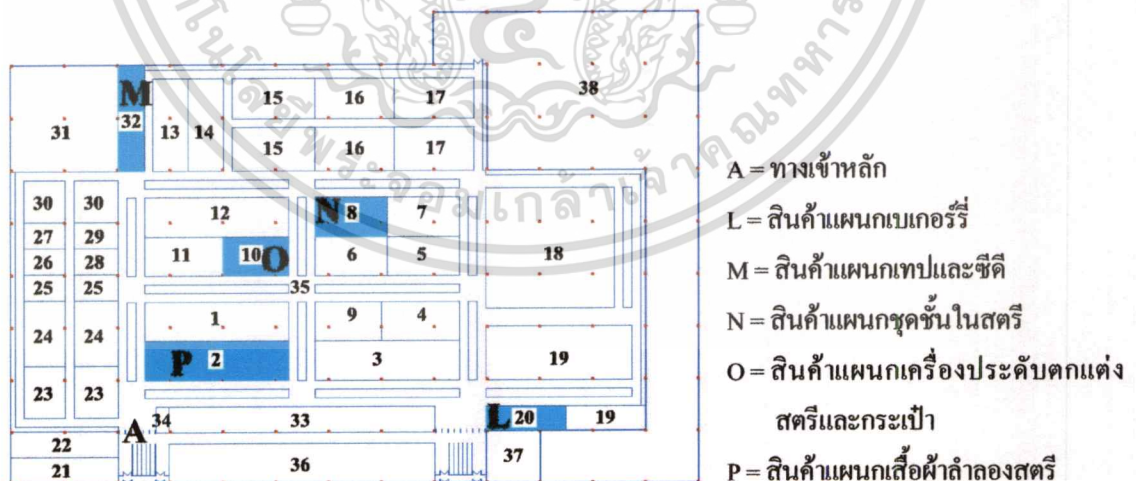 38
M
15 16 17
31 32 13 14
15 16 17
30 30 12 N 8 7
27 29
26 28 11 10 O 6 5 18
25 25
35
24 24 1 9 4
P 2 3 19
23 23
34 33 L 20 19
A
22
21 36 37
A = ทางเข้าหลัก
L = สินค้าแผนกเบเกอร์รี่
M = สินค้าแผนกเทปและซีดี
N = สินค้าแผนกชุดชั้นในสตรี
O = สินค้าแผนกเครื่องประดับตกแต่ง
สตรีและกระเป๋า
P = สินค้าแผนกเสื้อผ้าลำลองสตรี